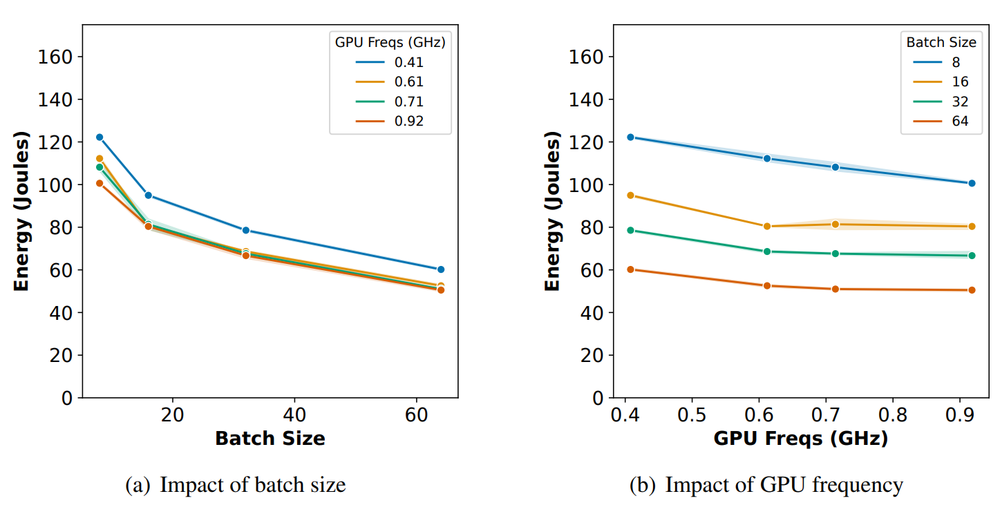 GPU Freqs (GHz)
0.41
0.61
0.71
0.92
160
140
120
100
80
60
40
20
0
Energy (Joules)
20 40 60
Batch Size
(a) Impact of batch size
Batch Size
8
16
32
64
160
140
120
100
80
60
40
20
0
Energy (Joules)
0.4 0.5 0.6 0.7 0.8 0.9
GPU Freqs (GHz)
(b) Impact of GPU frequency